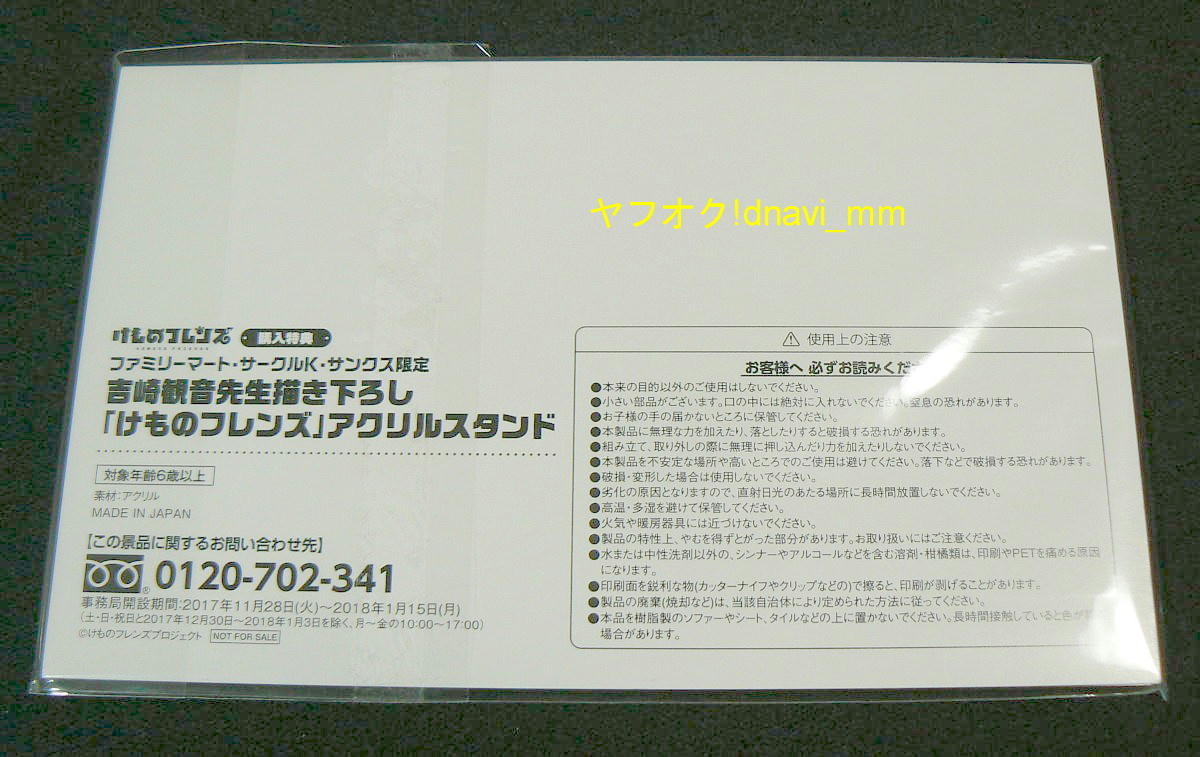 ヤフオク!dnavi_mm
けものフレンズ 購入特典
KEMONO FRIENDS
ファミリーマート・サークルK・サンクス限定
吉崎観音先生描き下ろし
「けものフレンズ」アクリルスタンド
対象年齢6歳以上
素材:アクリル
MADE IN JAPAN
【この景品に関するお問い合わせ先】
0120-702-341
事務局開設期間:2017年11月28日(火)～2018年1月15日(月)
(土・日・祝日と2017年12月30日～2018年1月3日を除く、月～金の10:00～17:00)
©けものフレンズプロジェクト NOT FOR SALE
⚠ 使用上の注意
お客様へ 必ずお読みくだ
●本来の目的以外のご使用はしないでください。
●小さい部品がございます。口の中には絶対に入れないでください。窒息の恐れがあります。
●お子様の手の届かないところに保管してください。
●本製品に無理な力を加えたり、落としたりすると破損する恐れがあります。
●組み立て、取り外しの際に無理に押し込んだり力を加えたりしないでください。
●本製品を不安定な場所や高いところでのご使用は避けてください。落下などで破損する恐れがあります。
●破損・変形した場合は使用しないでください。
●劣化の原因となりますので、直射日光のあたる場所に長時間放置しないでください。
●高温・多湿を避けて保管してください。
●火気や暖房器具には近づけないでください。
●製品の特性上、やむを得ずとがった部分があります。お取り扱いにはご注意ください。
●水または中性洗剤以外の、シンナーやアルコールなどを含む溶剤・柑橘類は、印刷やPETを痛める原因
になります。
●印刷面を鋭利な物(カッターナイフやクリップなどの)で擦ると、印刷が剥げることがあります。
●製品の廃棄(焼却など)は、当該自治体により定められた方法に従ってください。
●本品を樹脂製のソファーやシート、タイルなどの上に置かないでください。長時間接触していると色が
場合があります。